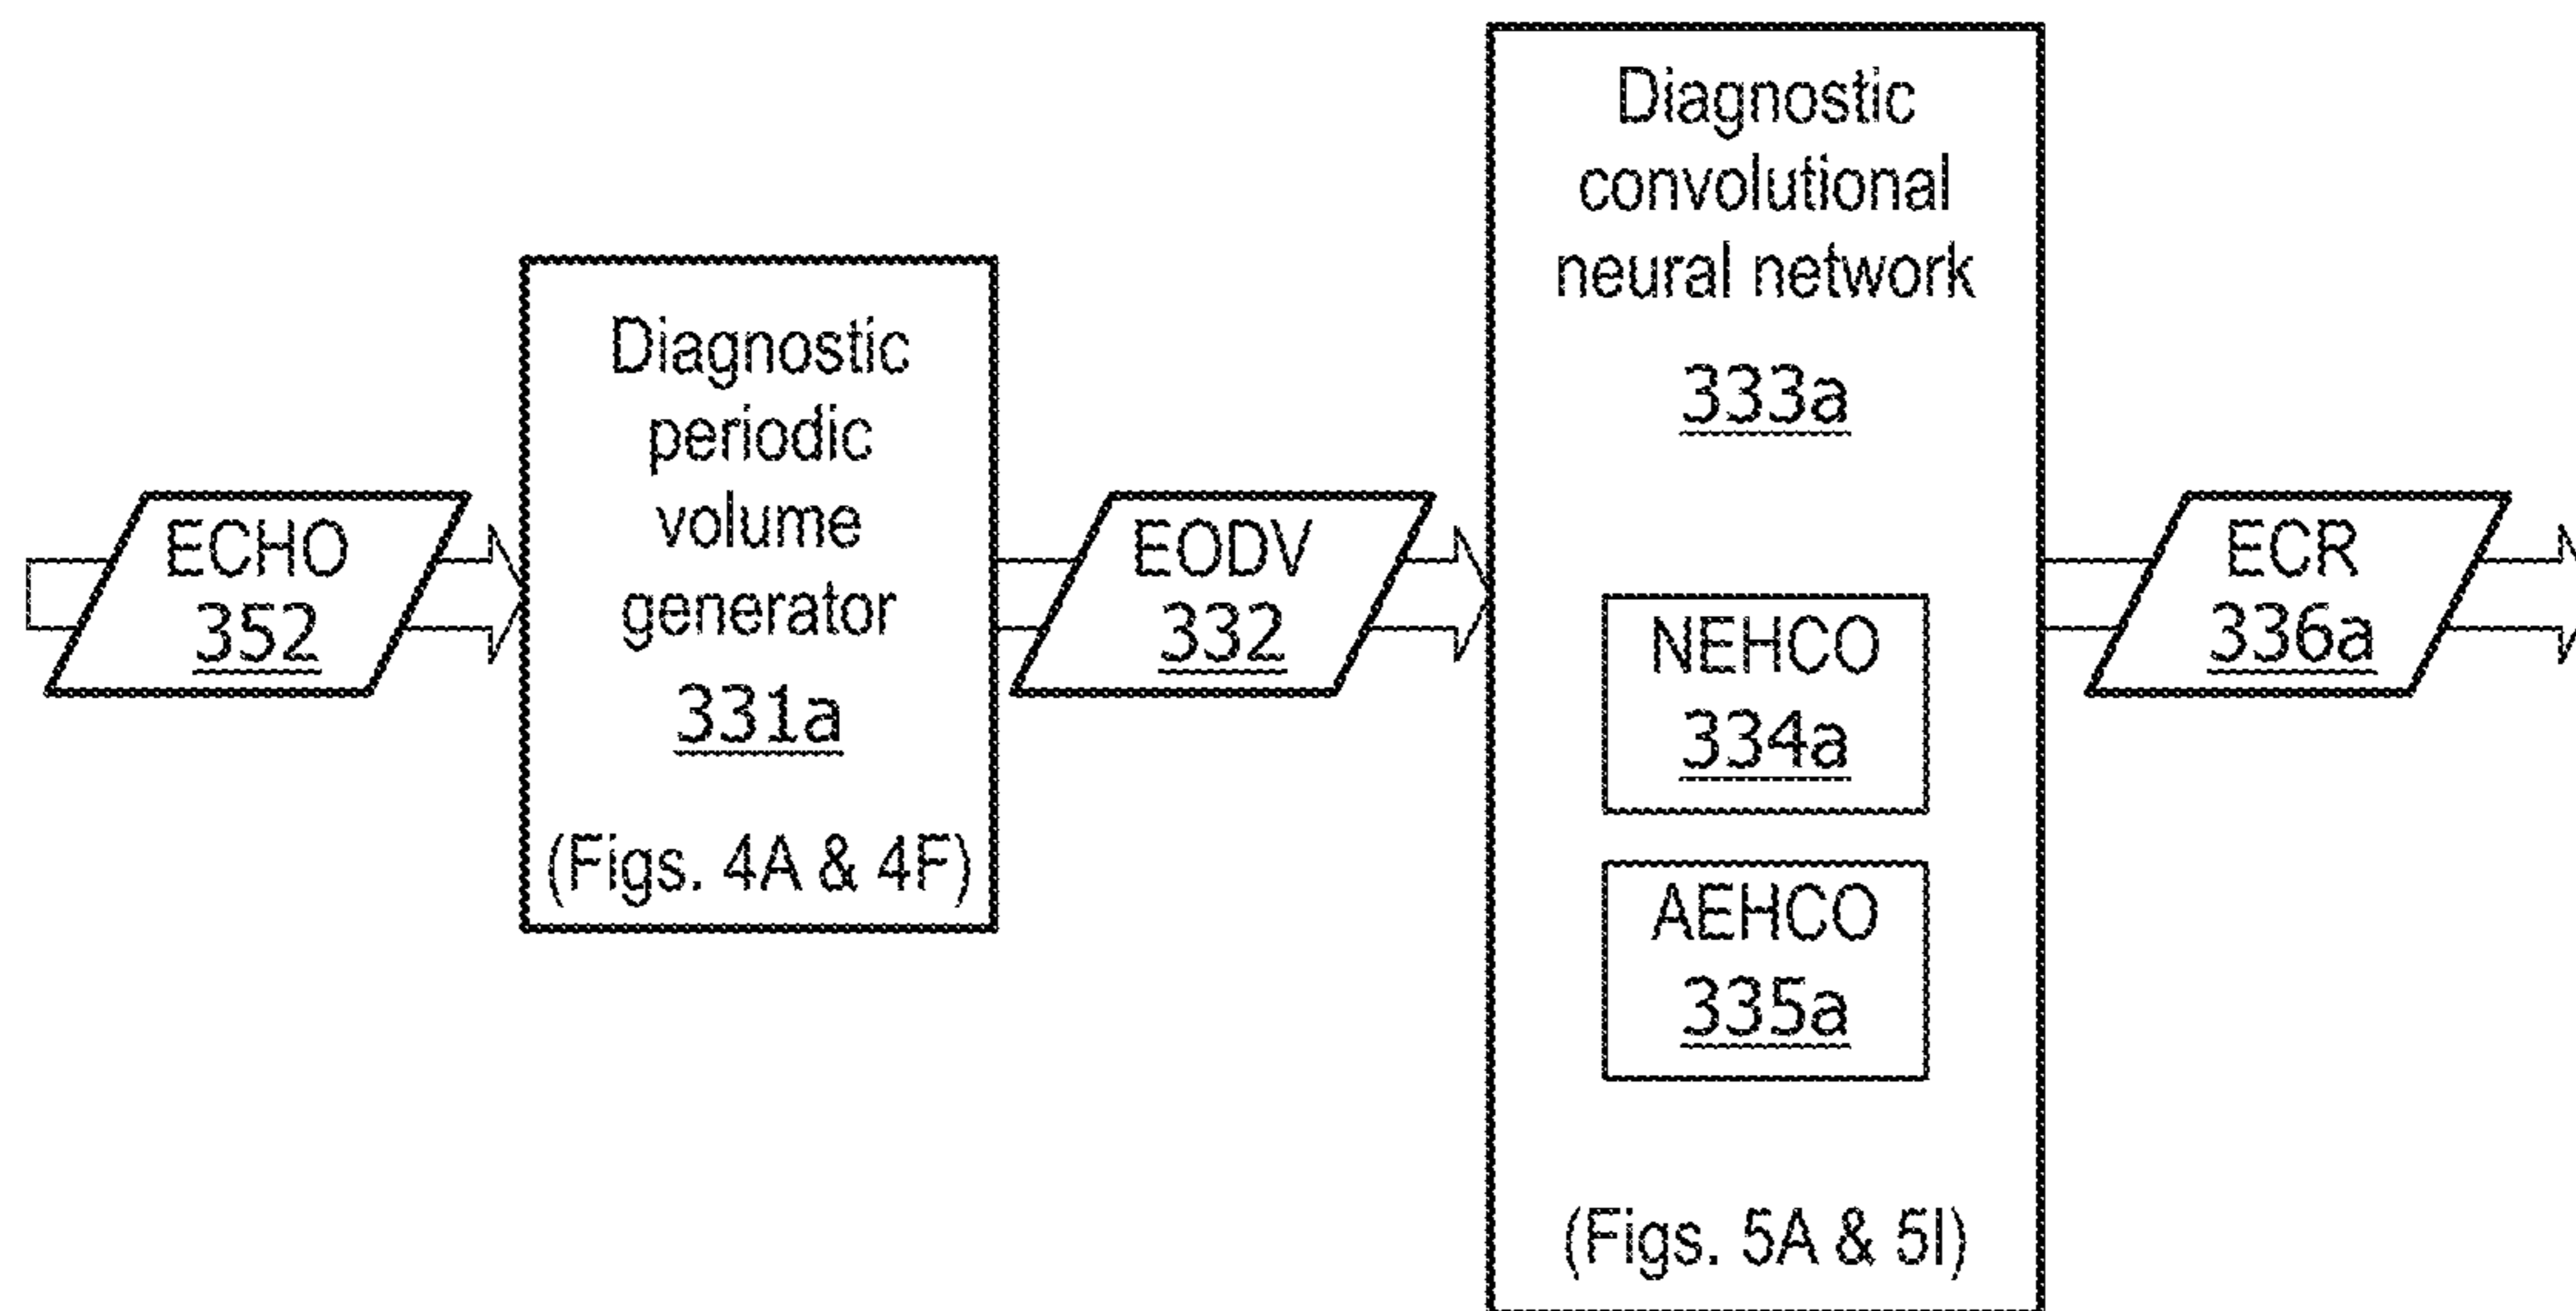 ECHO
352
Diagnostic
periodic
volume
generator
331a
(Figs. 4A & 4F)
EODV
332
Diagnostic
convolutional
neural network
333a
NEHCO
334a
AEHCO
335a
(Figs. 5A & 5I)
ECR
336a